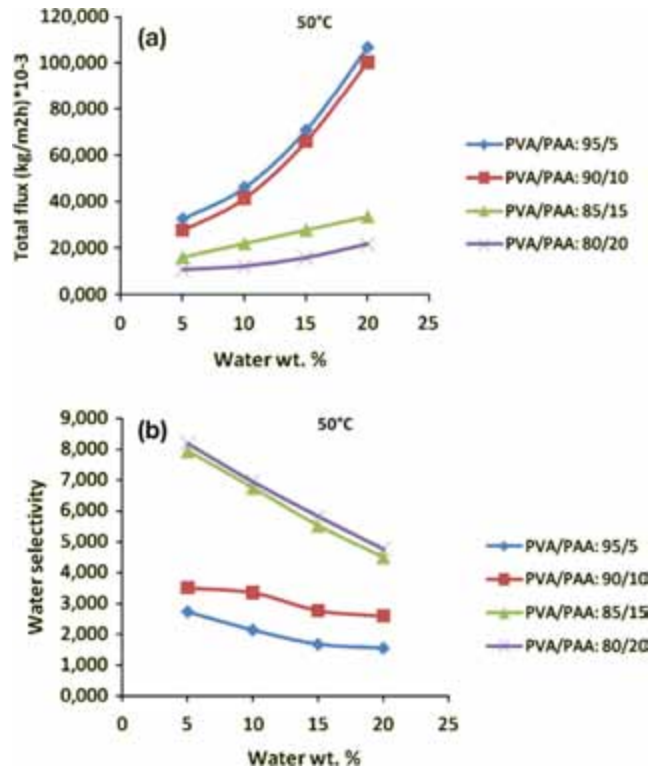 120,000
(a)
50°C
100,000
80,000
60,000
40,000
20,000
0,000
Total flux (kg/m2h)*10-3
0 5 10 15 20 25
Water wt. %
PVA/PAA: 95/5
PVA/PAA: 90/10
PVA/PAA: 85/15
PVA/PAA: 80/20
9,000
(b)
50°C
8,000
7,000
6,000
5,000
4,000
3,000
2,000
1,000
0,000
Water selectivity
0 5 10 15 20 25
Water wt. %
PVA/PAA: 95/5
PVA/PAA: 90/10
PVA/PAA: 85/15
PVA/PAA: 80/20